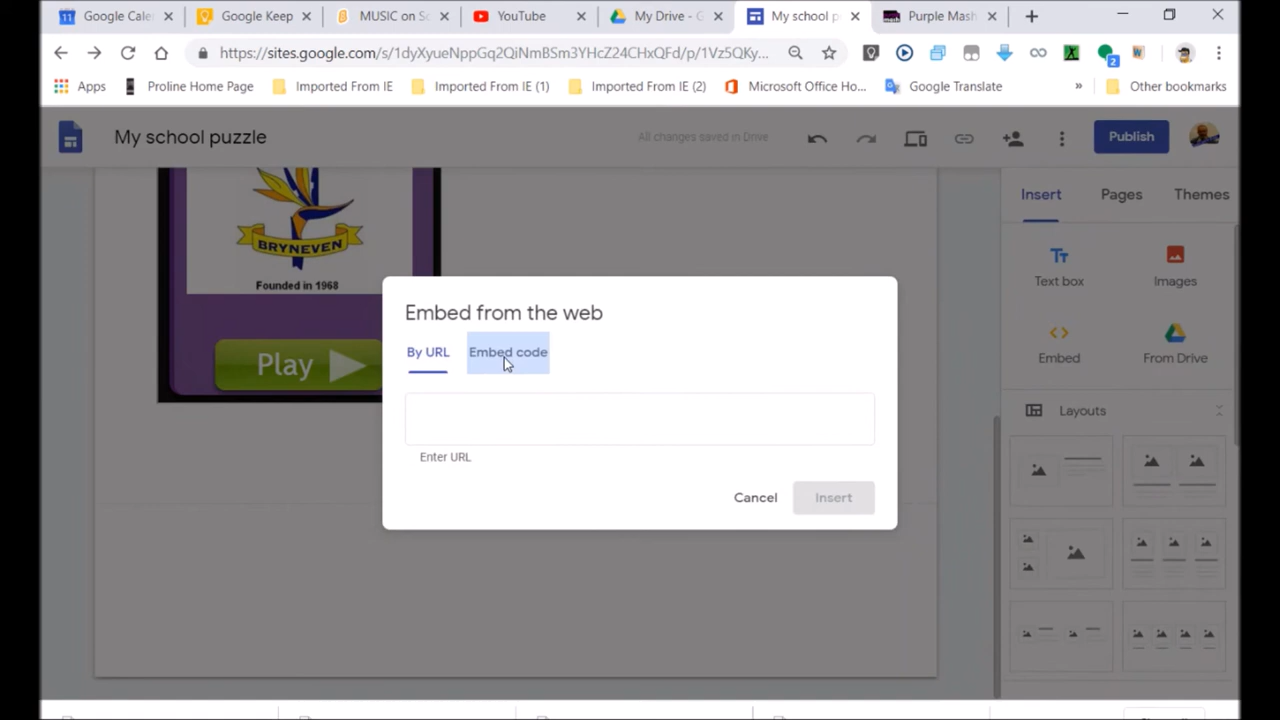 Google Cale
Google Keep
MUSIC on Sc
YouTube
My Drive - G
My school p
Purple Mash
https://sites.google.com/s/1dyXyueNppGq2QiNmBSm3YHcZ24CHxQFd/p/1Vz5QKy...
2
Apps
Proline Home Page
Imported From IE
Imported From IE (1)
Imported From IE (2)
Microsoft Office Ho...
Google Translate
»
Other bookmarks
My school puzzle
All changes saved in Drive
Publish
Insert
Pages
Themes
BRYNEVEN
Founded in 1968
Play
Embed from the web
By URL
Embed code
Enter URL
Cancel
Insert
Tт
Text box
Images
Embed
From Drive
Layouts